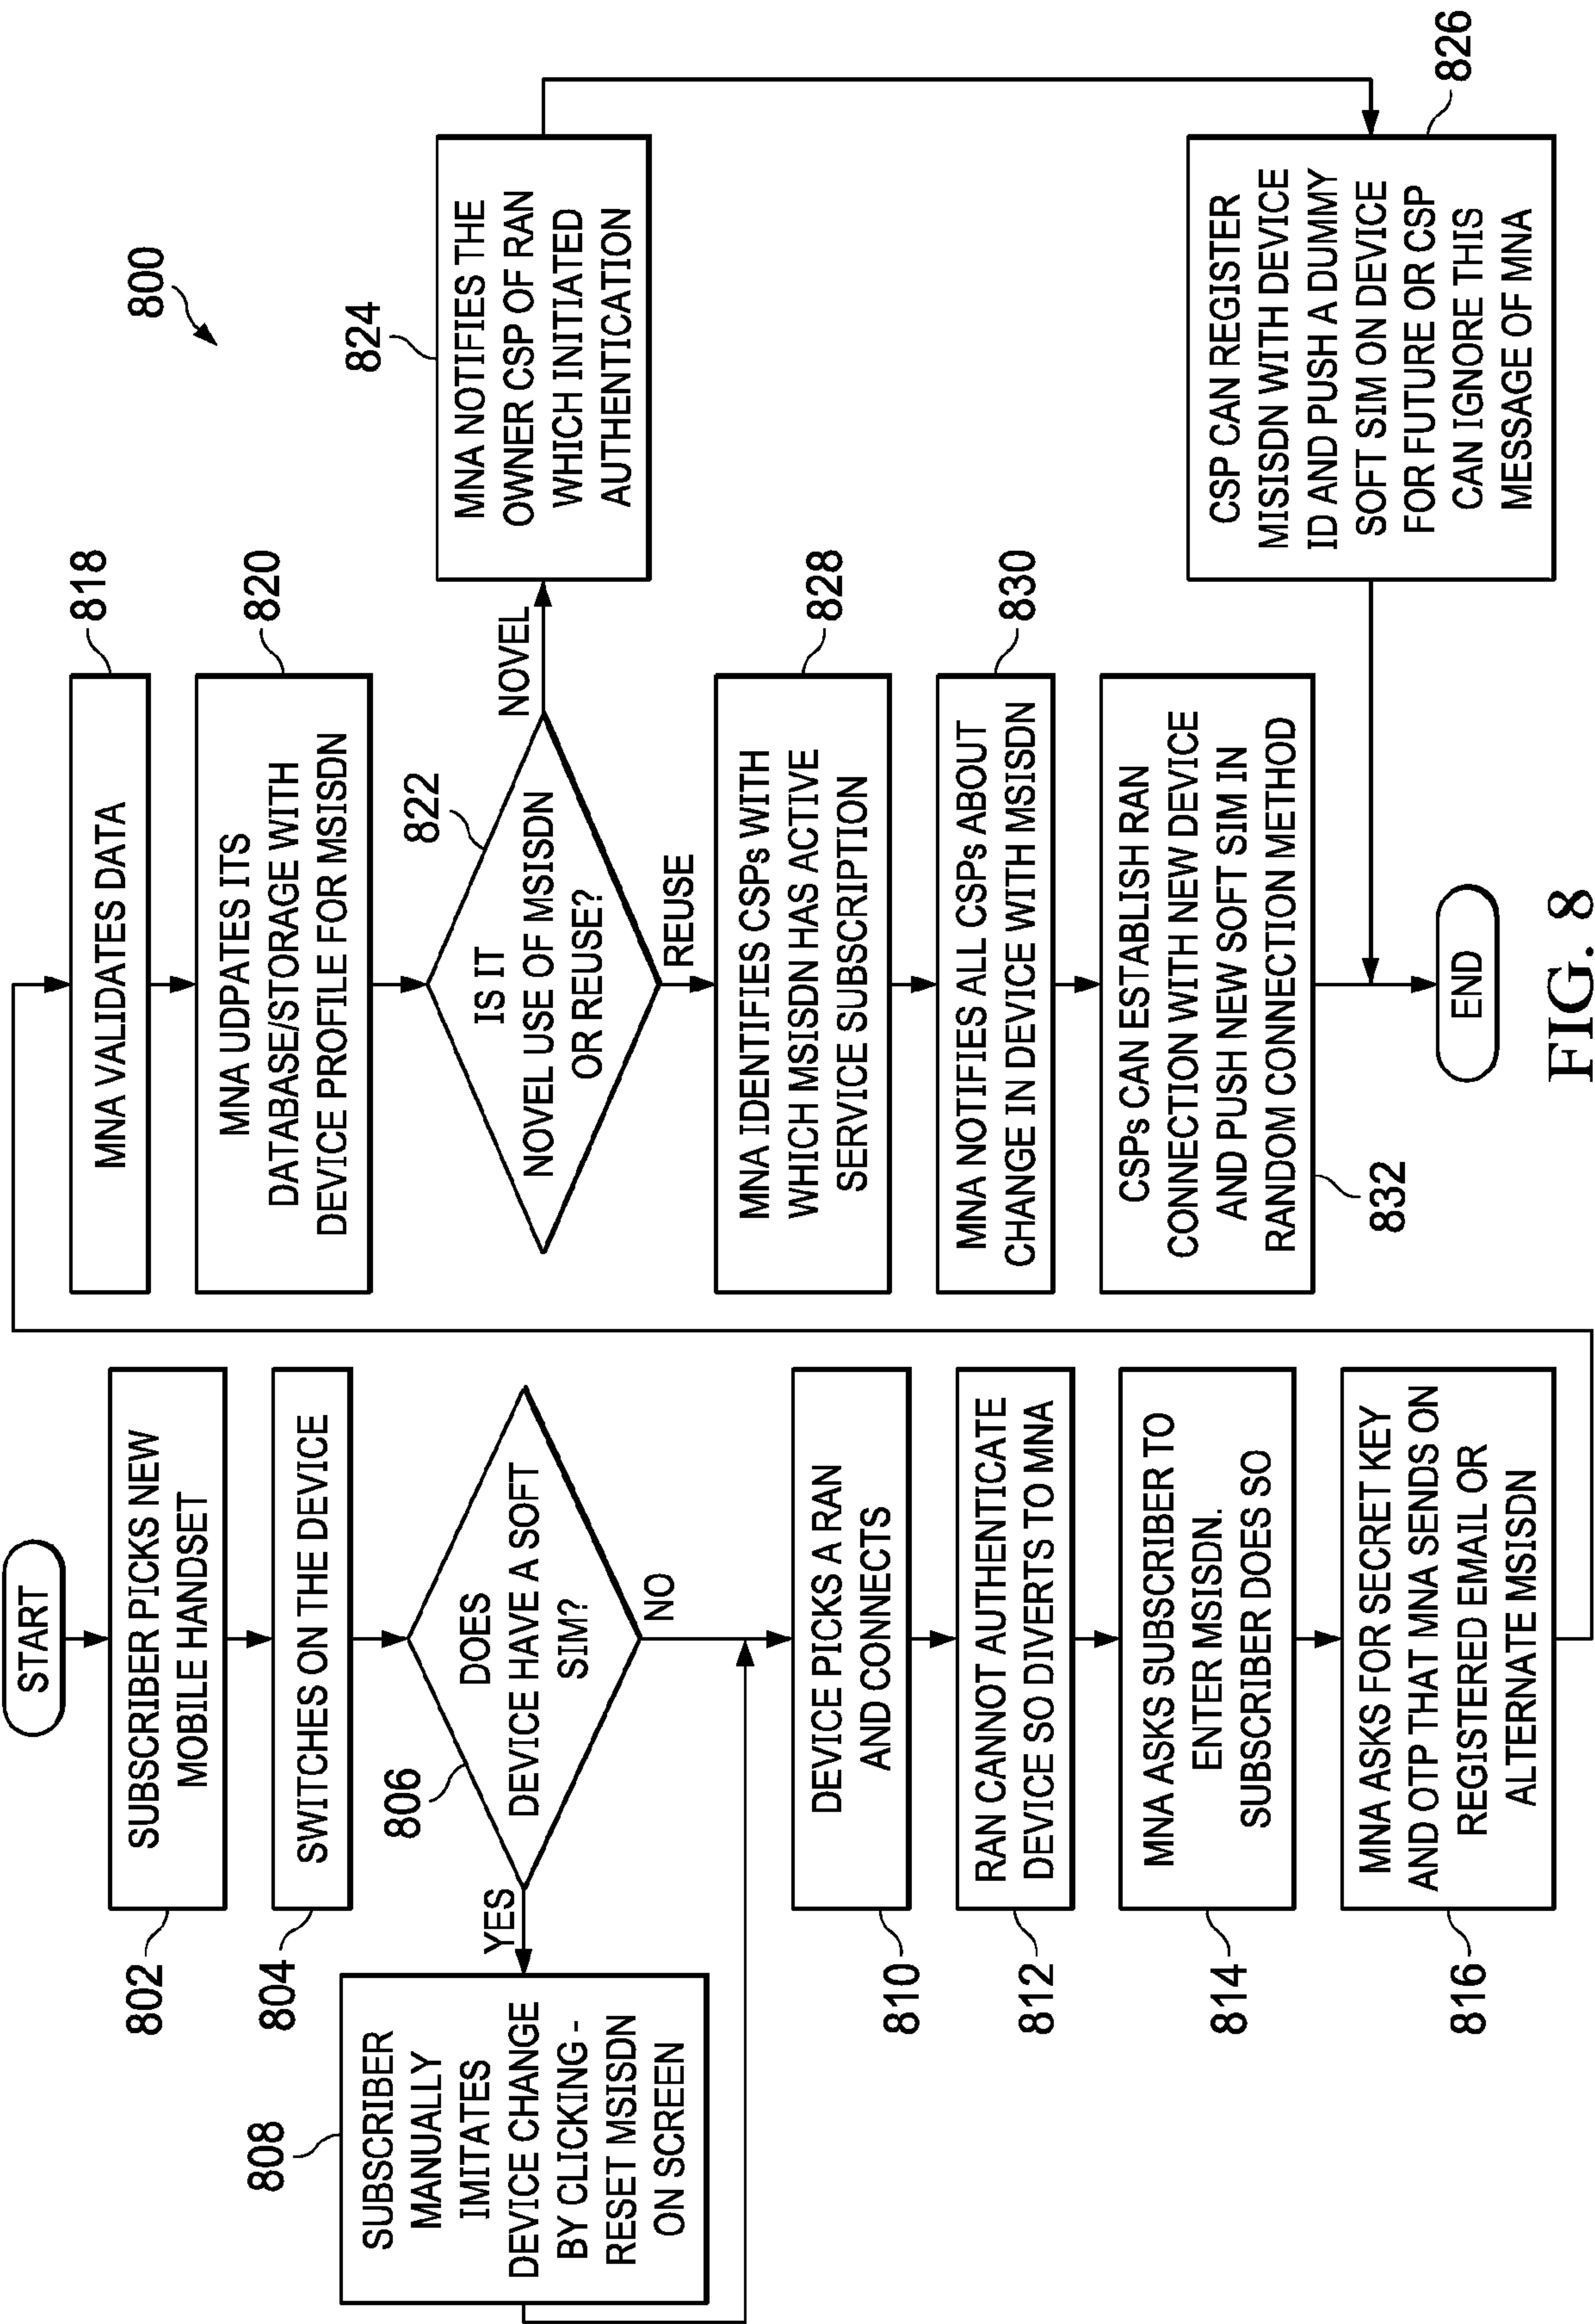 START
SUBSCRIBER PICKS NEW
MOBILE HANDSET
802
SWITCHES ON THE DEVICE
804
DOES
DEVICE HAVE A SOFT
SIM?
806
YES
NO
SUBSCRIBER
MANUALLY
IMITATES
DEVICE CHANGE
BY CLICKING -
RESET MSISDN
ON SCREEN
808
DEVICE PICKS A RAN
AND CONNECTS
810
RAN CANNOT AUTHENTICATE
DEVICE SO DIVERTS TO MNA
812
MNA ASKS SUBSCRIBER TO
ENTER MSISDN.
SUBSCRIBER DOES SO
814
MNA ASKS FOR SECRET KEY
AND OTP THAT MNA SENDS ON
REGISTERED EMAIL OR
ALTERNATE MSISDN
816
800
MNA VALIDATES DATA
818
MNA UDPATES ITS
DATABASE/STORAGE WITH
DEVICE PROFILE FOR MSISDN
820
IS IT
NOVEL USE OF MSISDN
OR REUSE?
822
NOVEL
REUSE
MNA NOTIFIES THE
OWNER CSP OF RAN
WHICH INITIATED
AUTHENTICATION
824
CSP CAN REGISTER
MISISDN WITH DEVICE
ID AND PUSH A DUMMY
SOFT SIM ON DEVICE
FOR FUTURE OR CSP
CAN IGNORE THIS
MESSAGE OF MNA
826
MNA IDENTIFIES CSPs WITH
WHICH MSISDN HAS ACTIVE
SERVICE SUBSCRIPTION
828
MNA NOTIFIES ALL CSPs ABOUT
CHANGE IN DEVICE WITH MSISDN
830
CSPs CAN ESTABLISH RAN
CONNECTION WITH NEW DEVICE
AND PUSH NEW SOFT SIM IN
RANDOM CONNECTION METHOD
832
END
FIG. 8